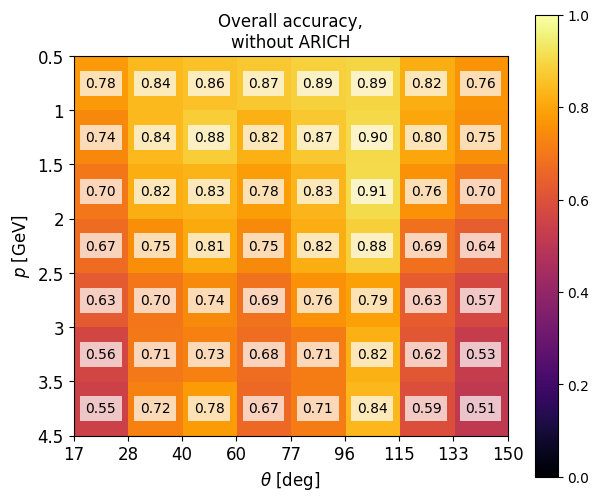 Overall accuracy,
without ARICH
1.0
0.5
0.78 0.84 0.86 0.87 0.89 0.89 0.82 0.76
1
0.8
0.74 0.84 0.88 0.82 0.87 0.90 0.80 0.75
1.5
0.70 0.82 0.83 0.78 0.83 0.91 0.76 0.70
0.6
2
0.67 0.75 0.81 0.75 0.82 0.88 0.69 0.64
p [GeV]
2.5
0.4
0.63 0.70 0.74 0.69 0.76 0.79 0.63 0.57
3
0.56 0.71 0.73 0.68 0.71 0.82 0.62 0.53
3.5
0.2
0.55 0.72 0.78 0.67 0.71 0.84 0.59 0.51
4.5
17 28 40 60 77 96 115 133 150
0.0
θ [deg]